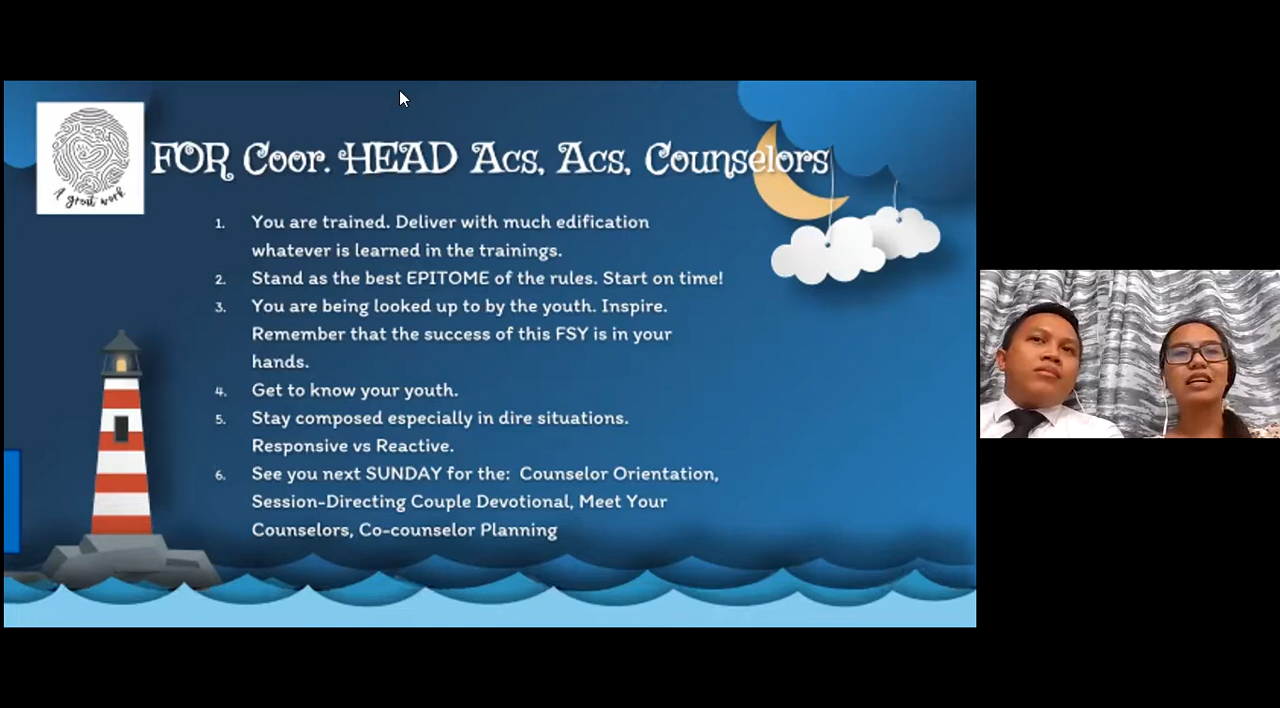 A great work
FOR Coor. HEAD Acs, Acs, Counselors
1. You are trained. Deliver with much edification
whatever is learned in the trainings.
2. Stand as the best EPITOME of the rules. Start on time!
3. You are being looked up to by the youth. Inspire.
Remember that the success of this FSY is in your
hands.
4. Get to know your youth.
5. Stay composed especially in dire situations.
Responsive vs Reactive.
6. See you next SUNDAY for the: Counselor Orientation,
Session-Directing Couple Devotional, Meet Your
Counselors, Co-counselor Planning